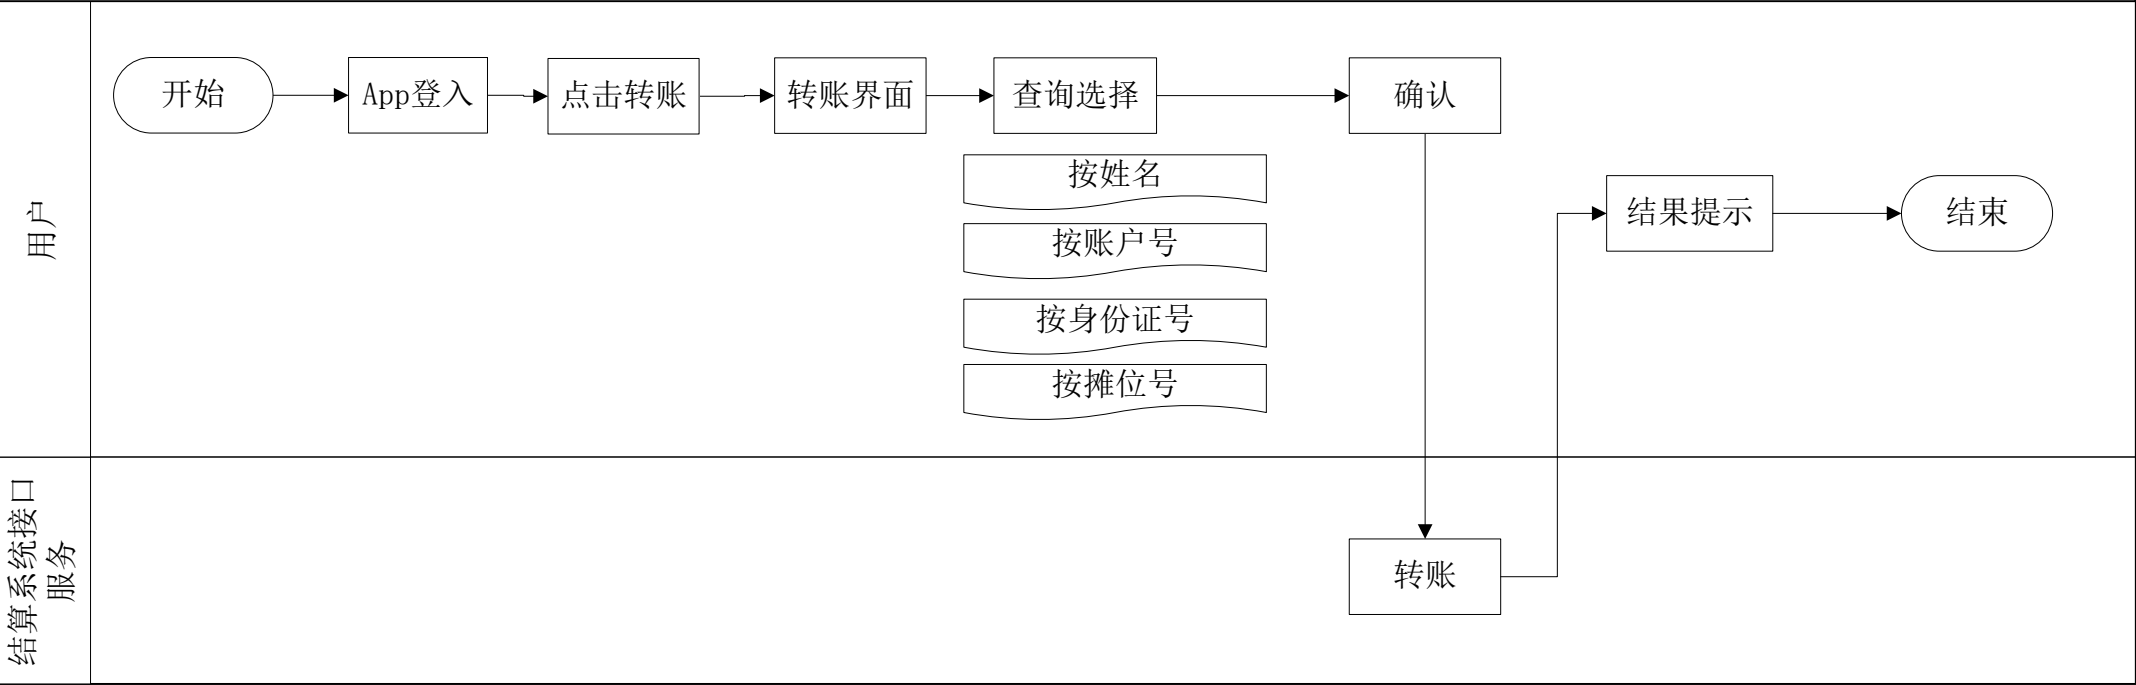 用户
开始
App登入
点击转账
转账界面
查询选择
确认
按姓名
按账户号
按身份证号
按摊位号
结果提示
结束
结算系统接口
服务
转账